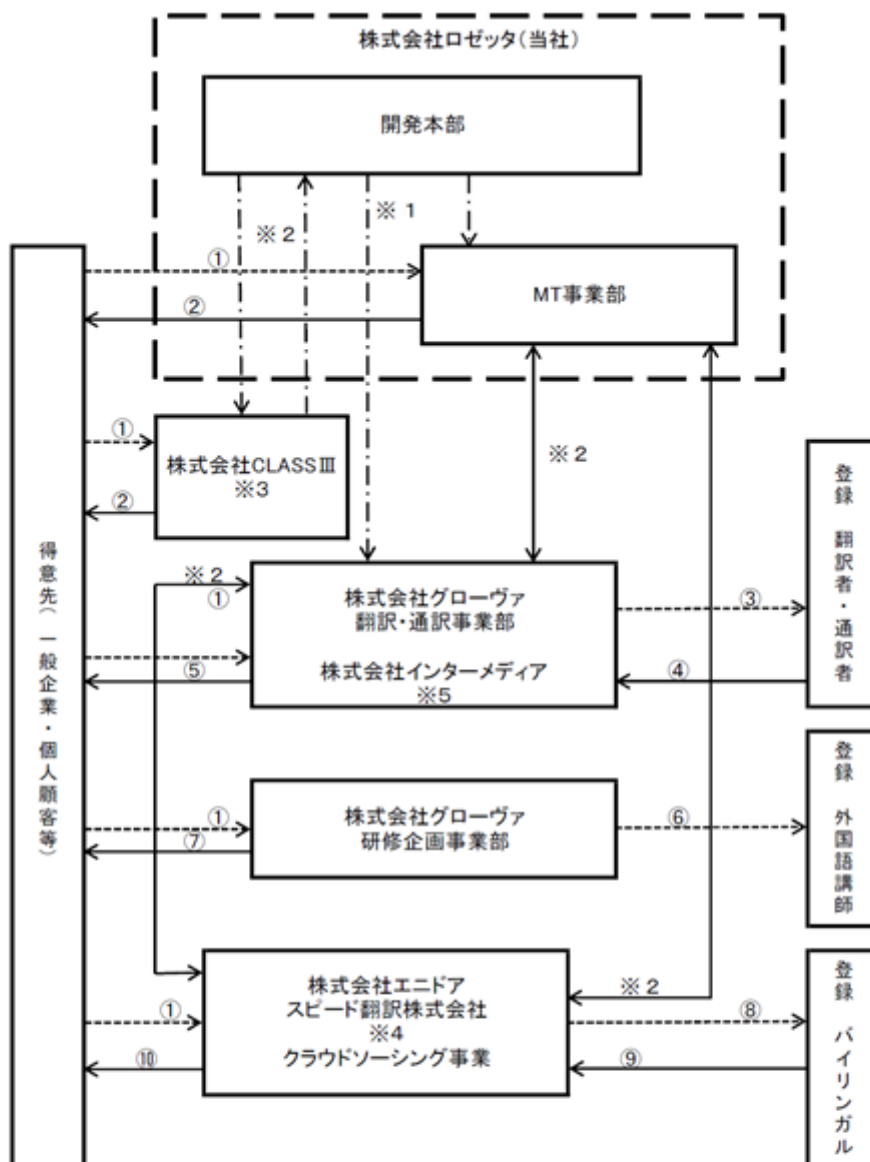 株式会社ロゼッタ(当社)
開発本部
※1
※2
①
MT事業部
②
①
株式会社CLASSⅢ
※3
②
※2
登録 翻訳者・通訳者
得意先(一般企業・個人顧客等)
※2
①
株式会社グローヴァ
翻訳・通訳事業部
③
株式会社インターメディア
※5
⑤
④
登録 外国語講師
①
株式会社グローヴァ
研修企画事業部
⑥
⑦
登録 バイリンガル
株式会社エニドア
スピード翻訳株式会社
※4
クラウドソーシング事業
※2
①
⑧
⑩
⑨